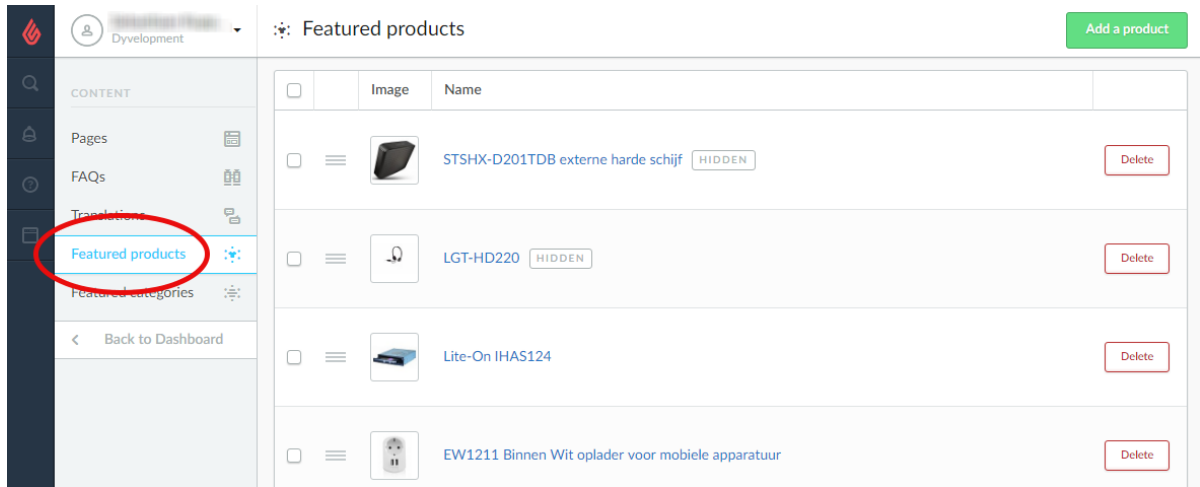 Dyvelopment
Featured products
Add a product
CONTENT
Pages
FAQs
Translations
Featured products
Featured categories
Back to Dashboard
Image Name
STSHX-D201TDB externe harde schijf HIDDEN Delete
LGT-HD220 HIDDEN Delete
Lite-On IHAS124 Delete
EW1211 Binnen Wit oplader voor mobiele apparatuur Delete